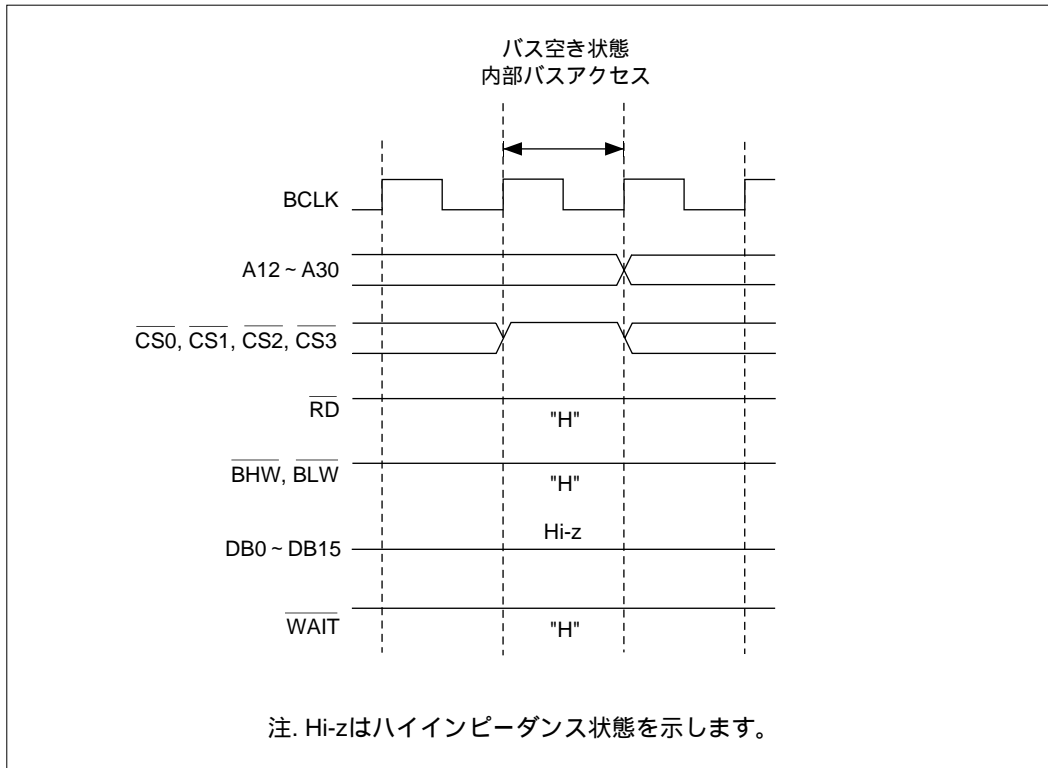 バス空き状態
内部バスアクセス
BCLK
A12 ~ A30
CS0, CS1, CS2, CS3
RD
"H"
BHW, BLW
"H"
Hi-z
DB0 ~ DB15
WAIT
"H"
注. Hi-zはハイインピーダンス状態を示します。